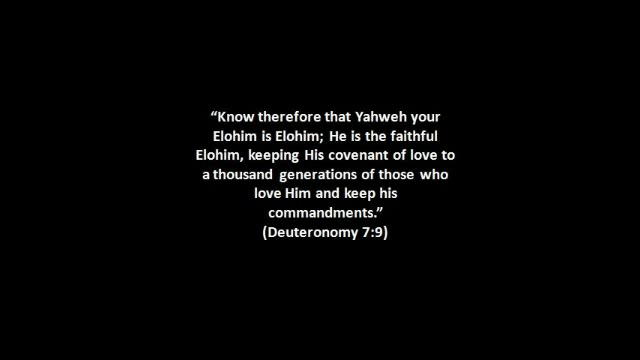 “Know therefore that Yahweh your
Elohim is Elohim; He is the faithful
Elohim, keeping His covenant of love to
a thousand generations of those who
love Him and keep his
commandments.”
(Deuteronomy 7:9)